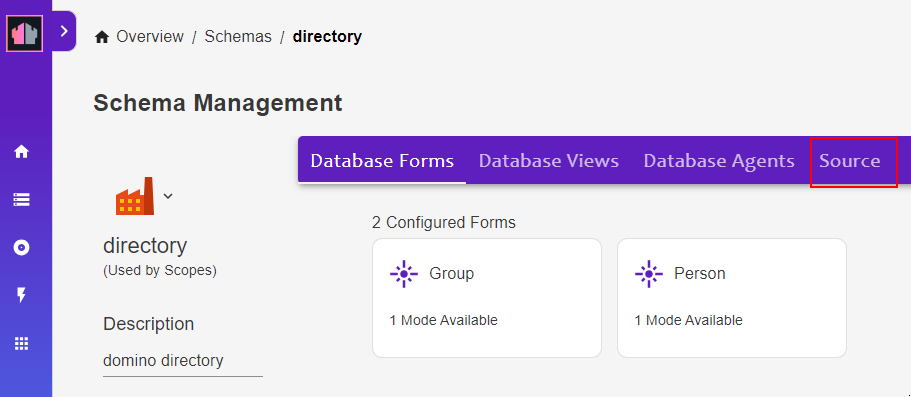 Overview / Schemas / directory
Schema Management
Database Forms Database Views Database Agents Source
directory
(Used by Scopes)
Description
domino directory
2 Configured Forms
Group
1 Mode Available
Person
1 Mode Available